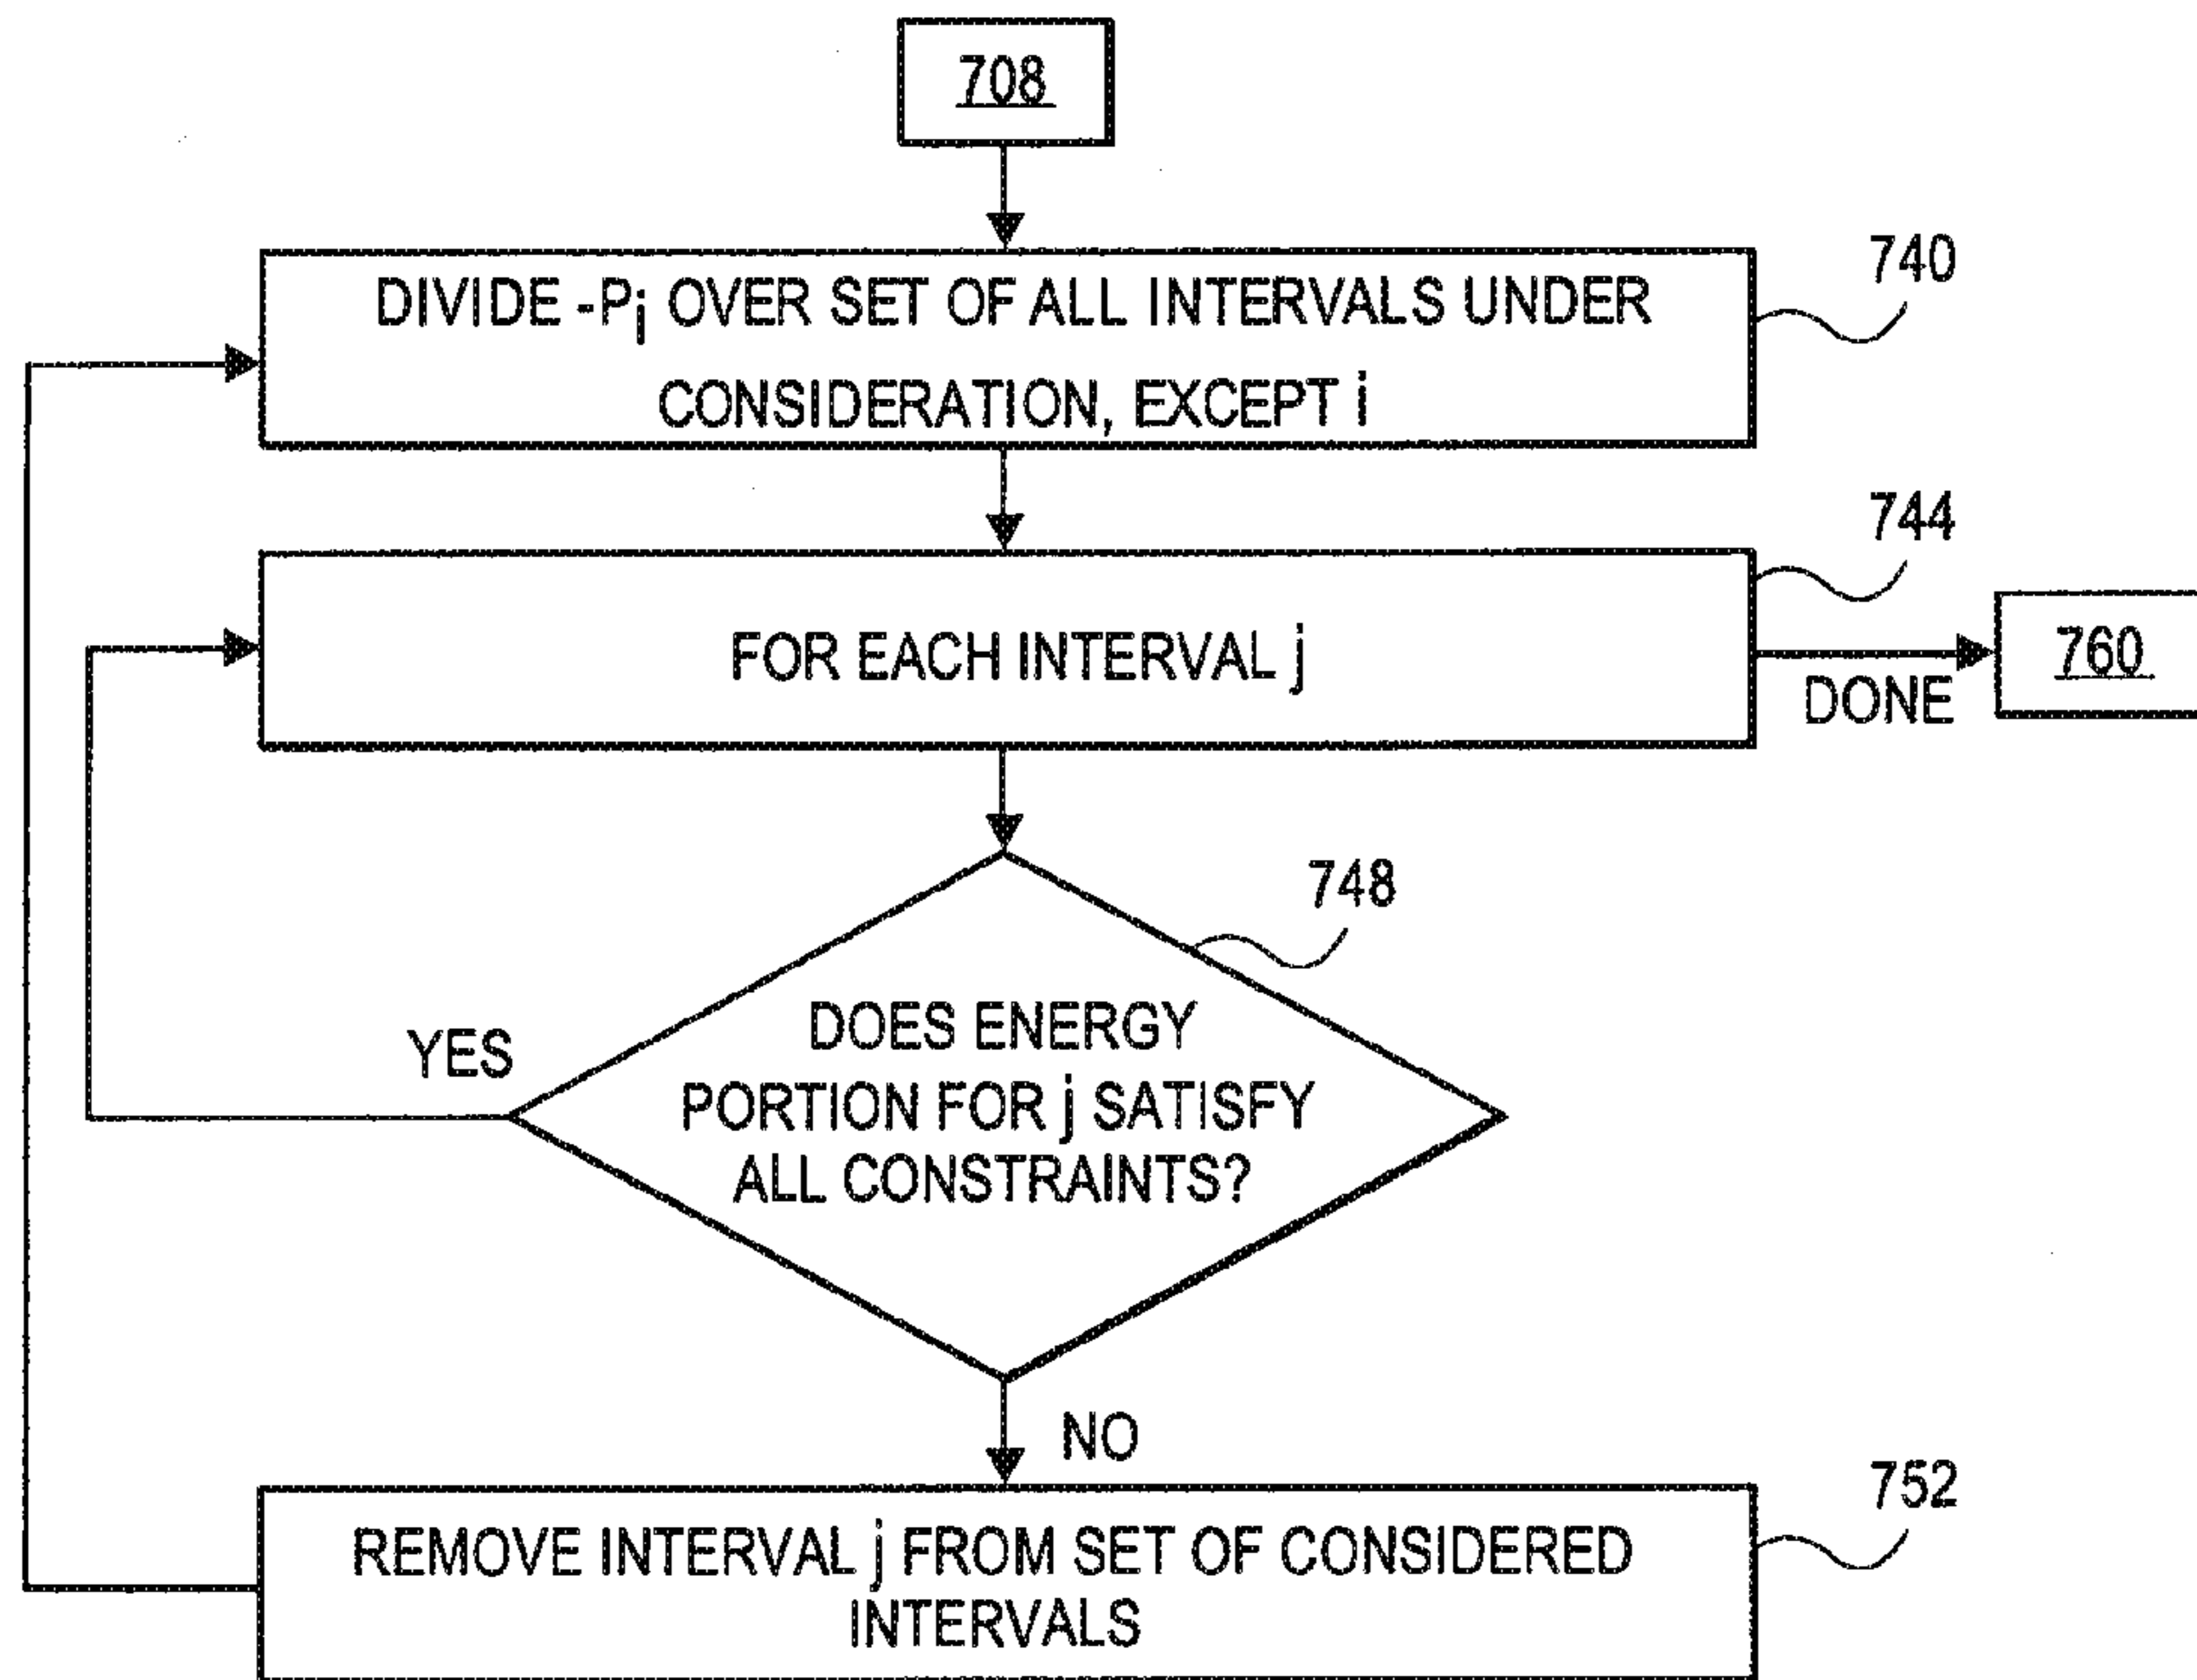 708
DIVIDE -Pi OVER SET OF ALL INTERVALS UNDER
CONSIDERATION, EXCEPT i
740
FOR EACH INTERVAL j
744
DONE
760
DOES ENERGY
PORTION FOR j SATISFY
ALL CONSTRAINTS?
748
YES
NO
REMOVE INTERVAL j FROM SET OF CONSIDERED
INTERVALS
752